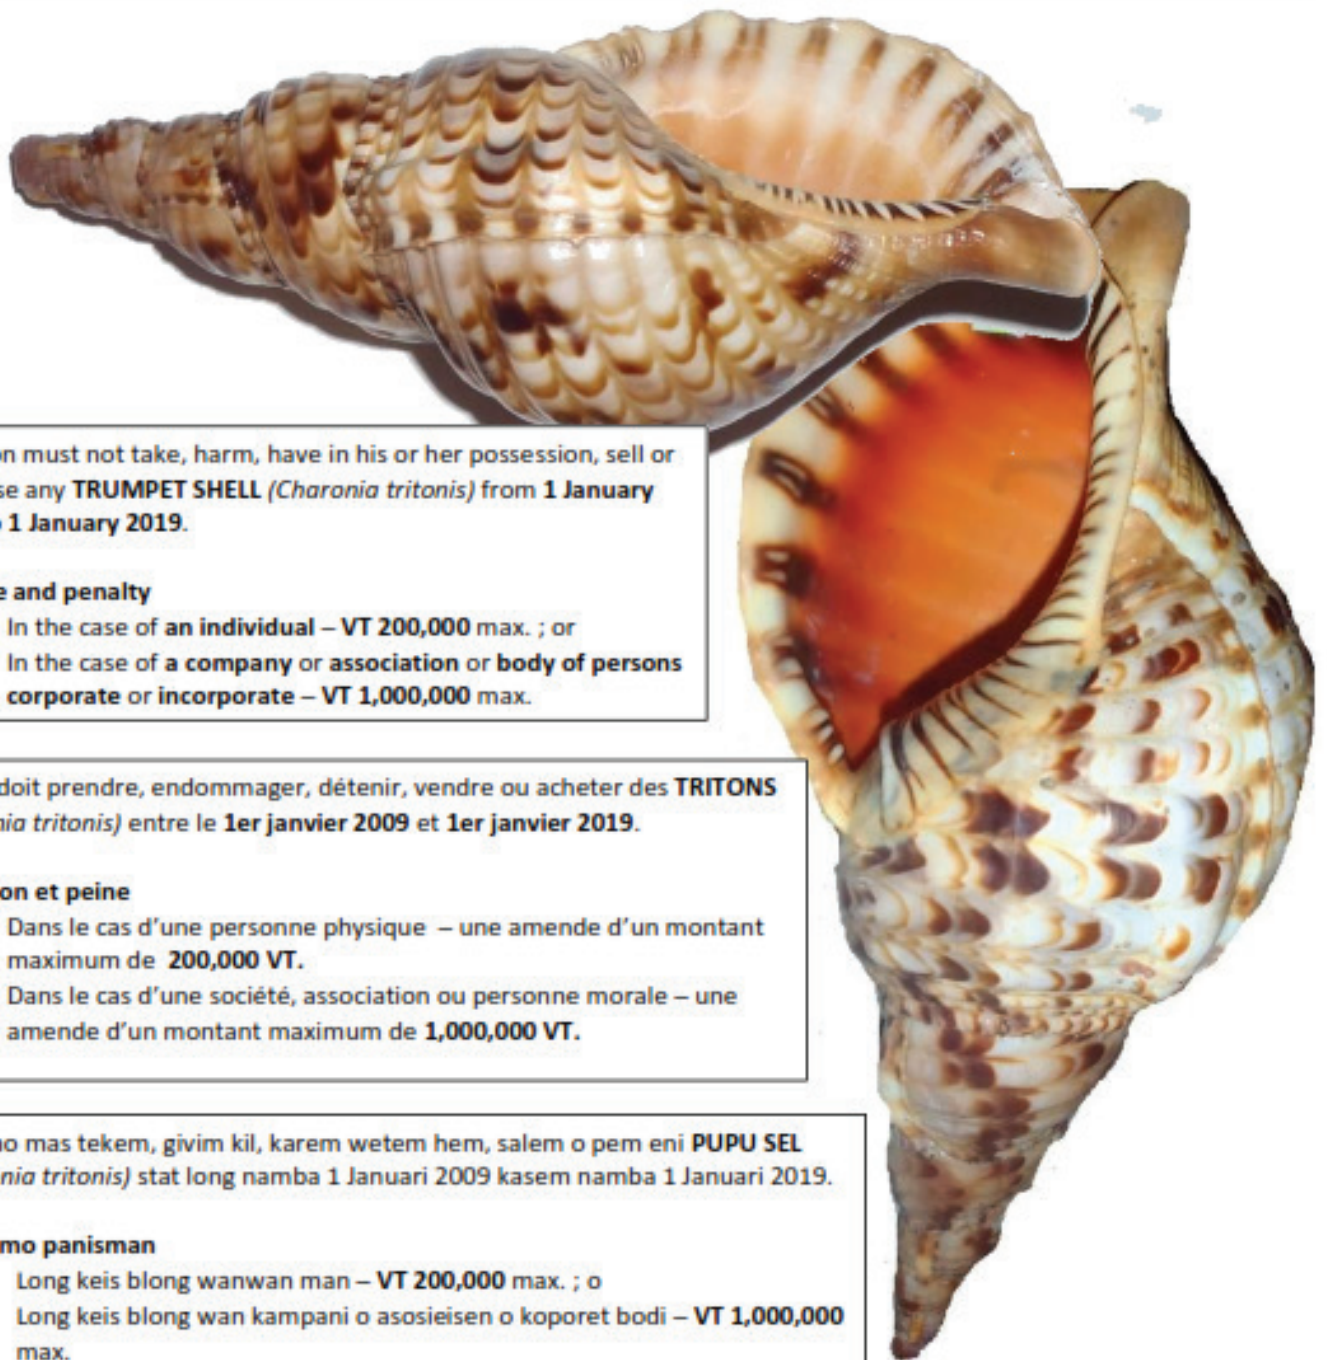 on must not take, harm, have in his or her possession, sell or
se any TRUMPET SHELL (Charonia tritonis) from 1 January
1 January 2019.
e and penalty
In the case of an individual – VT 200,000 max. ; or
In the case of a company or association or body of persons
corporate or incorporate – VT 1,000,000 max.
doit prendre, endommager, détenir, vendre ou acheter des TRITONS
nia tritonis) entre le 1er janvier 2009 et 1er janvier 2019.
on et peine
Dans le cas d'une personne physique – une amende d'un montant
maximum de 200,000 VT.
Dans le cas d'une société, association ou personne morale – une
amende d'un montant maximum de 1,000,000 VT.
no mas tekem, givim kil, karem wetem hem, salem o pem eni PUPU SEL
nia tritonis) stat long namba 1 Januari 2009 kasem namba 1 Januari 2019.
mo panisman
Long keis blong wanwan man – VT 200,000 max. ; o
Long keis blong wan kampani o asosieisen o koporet bodi – VT 1,000,000
max.